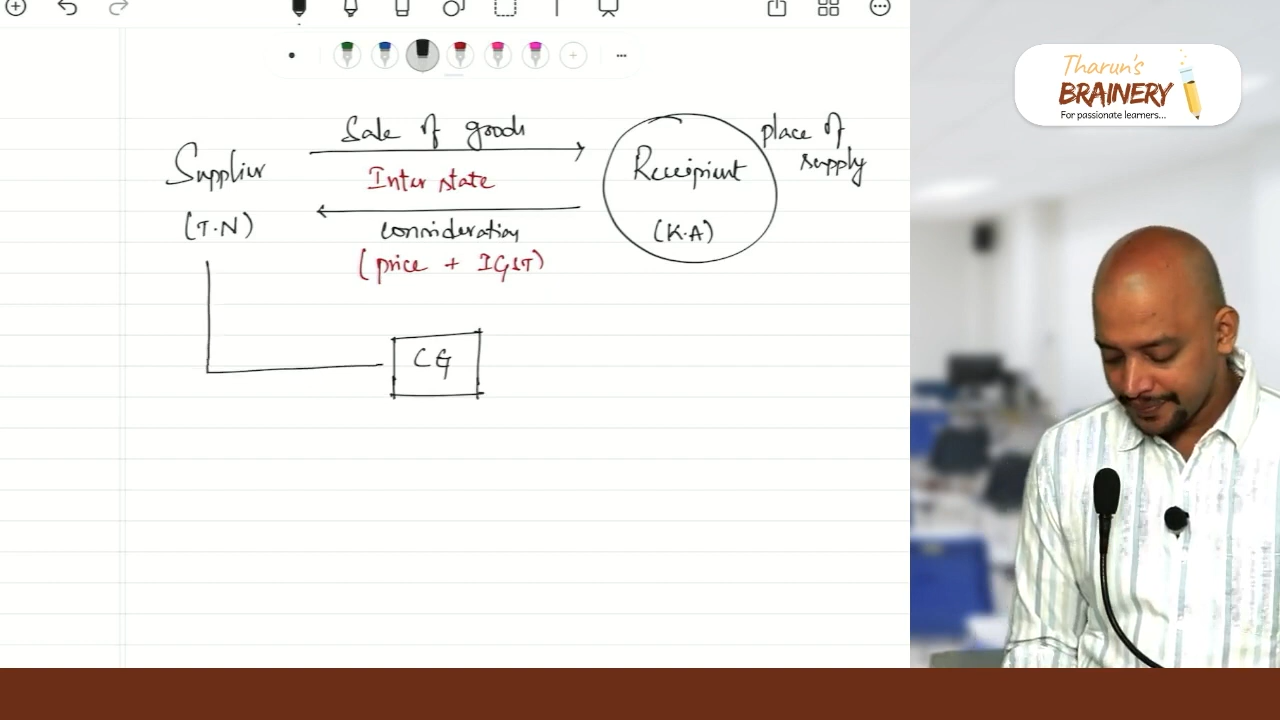 Sale of goods
Supplier
Inter state
Recipient
place of
supply
(T.N)
consideration
(K.A)
(price + IGST)
CG
Tharun's
BRAINERY
For passionate learners...